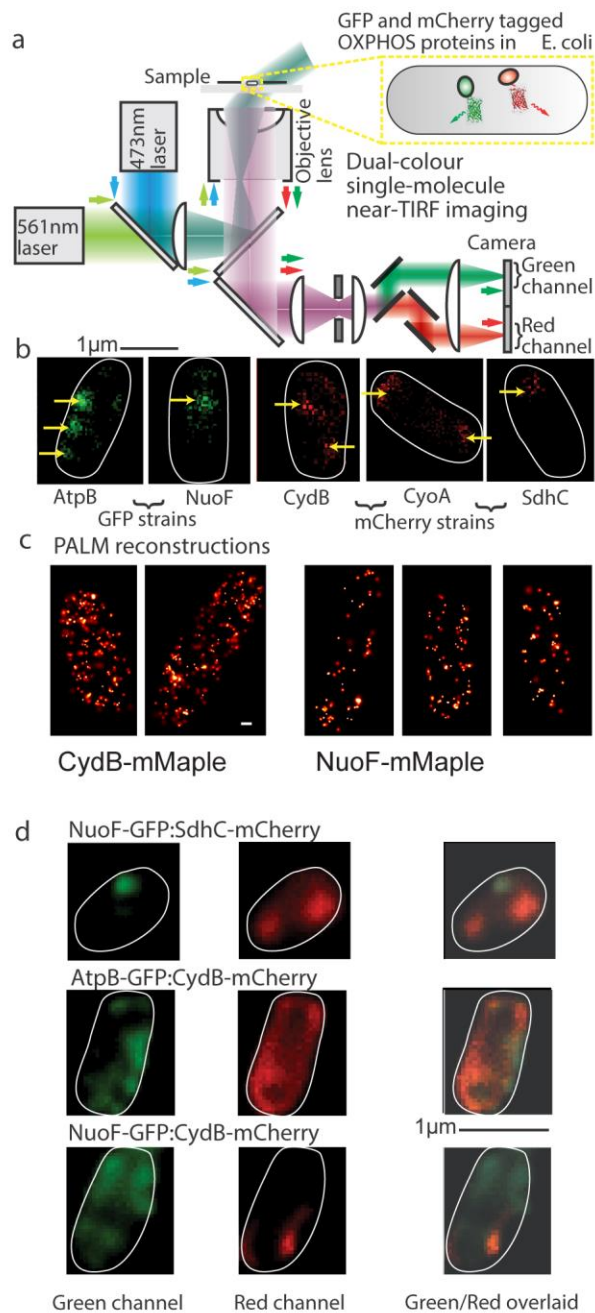 a
GFP and mCherry tagged
OXPHOS proteins in E. coli
Sample
473nm
laser
Objective
lens
Dual-colour
single-molecule
near-TIRF imaging
561nm
laser
Camera
Green
channel
Red
channel
b
1μm
AtpB
NuoF
CydB
CyoA
SdhC
GFP strains
mCherry strains
c
PALM reconstructions
CydB-mMaple
NuoF-mMaple
d
NuoF-GFP:SdhC-mCherry
AtpB-GFP:CydB-mCherry
1μm
NuoF-GFP:CydB-mCherry
Green channel
Red channel
Green/Red overlaid